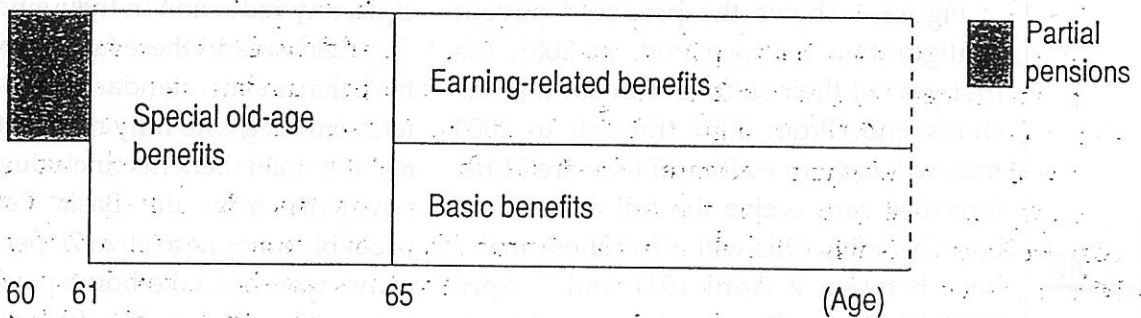 Partial
pensions
Earning-related benefits
Special old-age
benefits
Basic benefits
60 61 65 (Age)